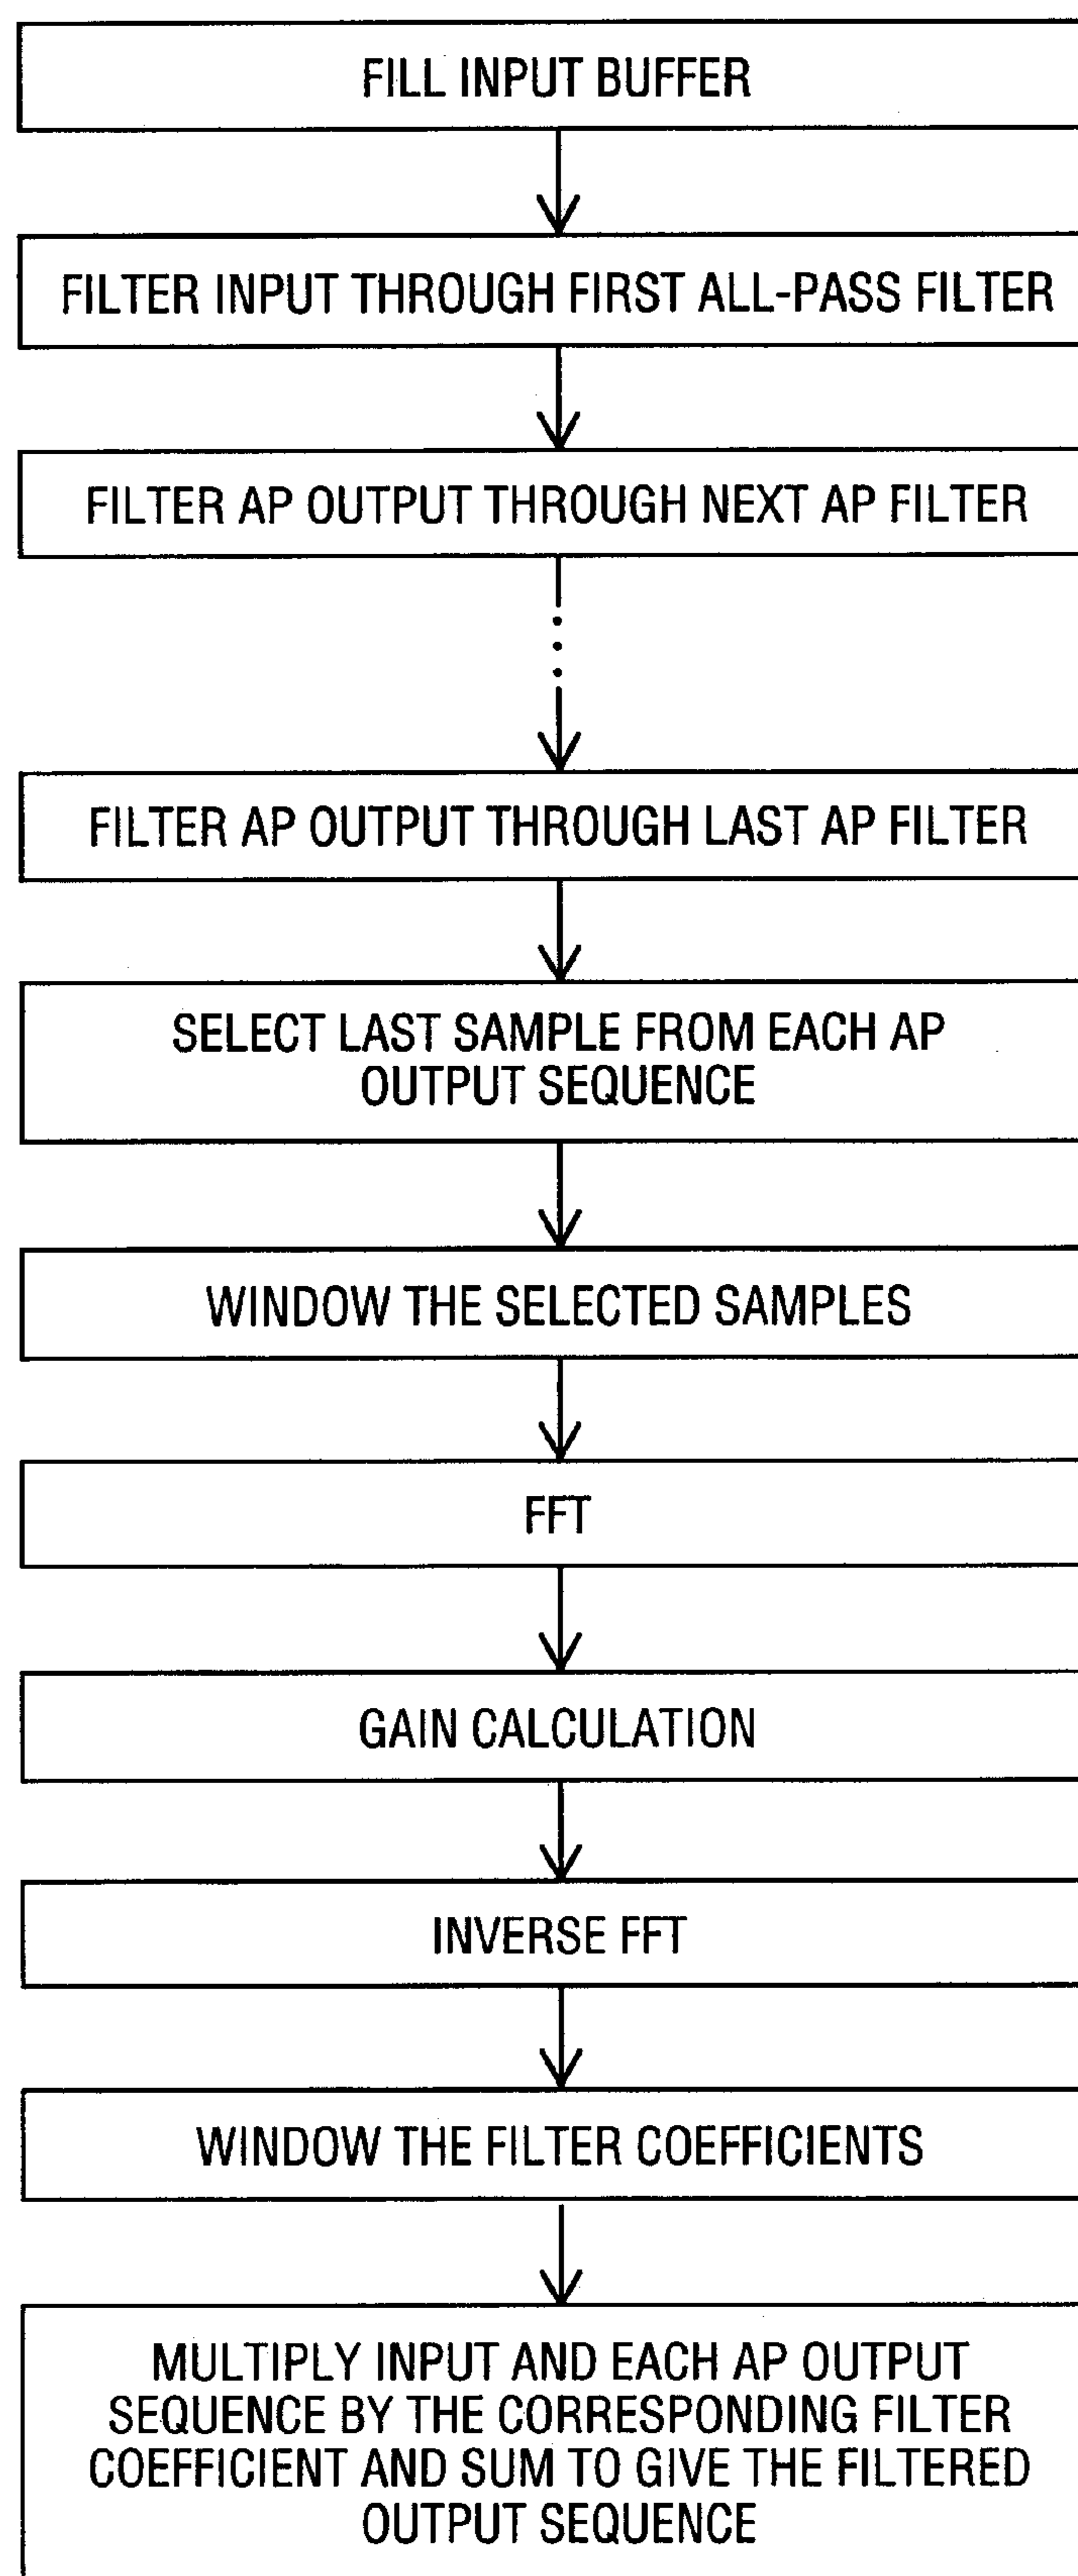 FILL INPUT BUFFER
FILTER INPUT THROUGH FIRST ALL-PASS FILTER
FILTER AP OUTPUT THROUGH NEXT AP FILTER
FILTER AP OUTPUT THROUGH LAST AP FILTER
SELECT LAST SAMPLE FROM EACH AP
OUTPUT SEQUENCE
WINDOW THE SELECTED SAMPLES
FFT
GAIN CALCULATION
INVERSE FFT
WINDOW THE FILTER COEFFICIENTS
MULTIPLY INPUT AND EACH AP OUTPUT
SEQUENCE BY THE CORRESPONDING FILTER
COEFFICIENT AND SUM TO GIVE THE FILTERED
OUTPUT SEQUENCE